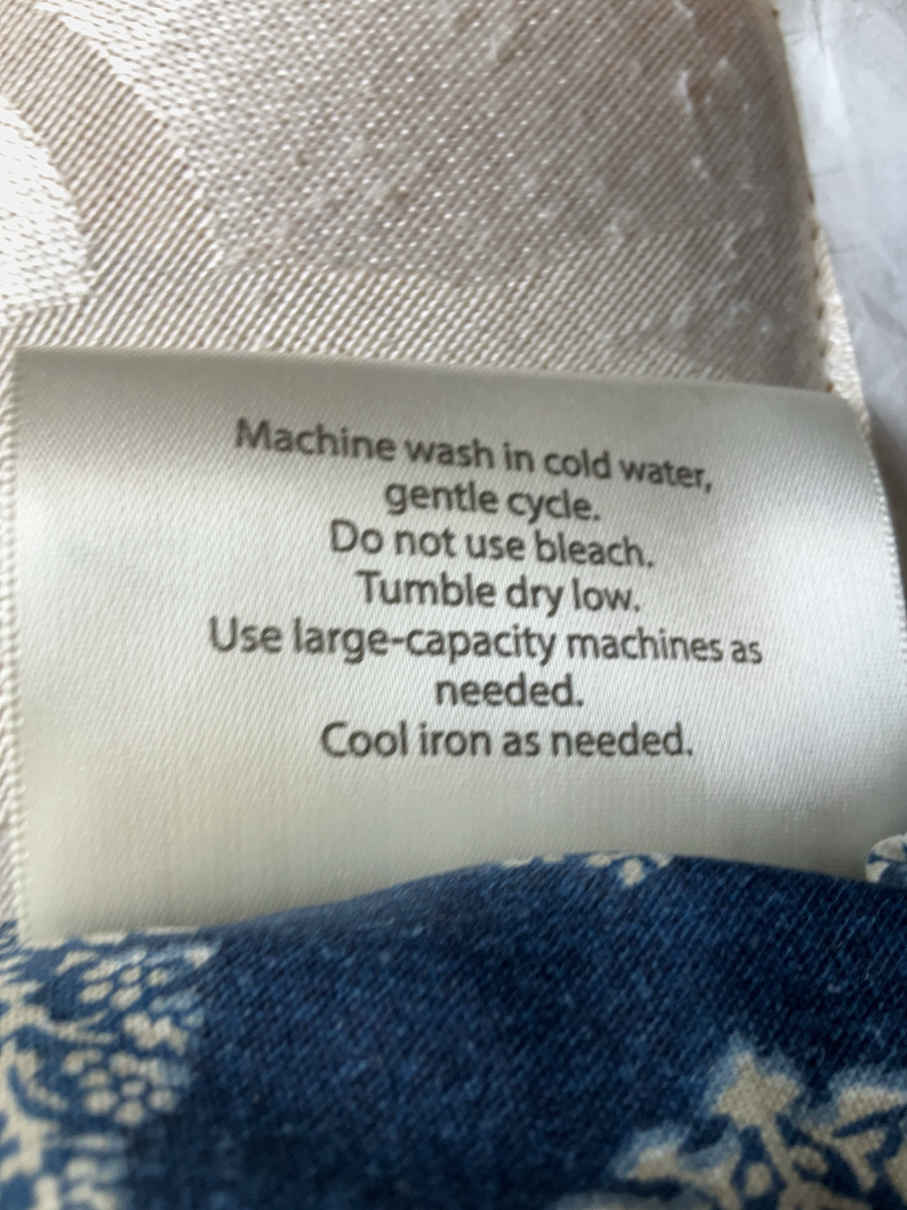 Machine wash in cold water,
gentle cycle.
Do not use bleach.
Tumble dry low.
Use large-capacity machines as
needed.
Cool iron as needed.